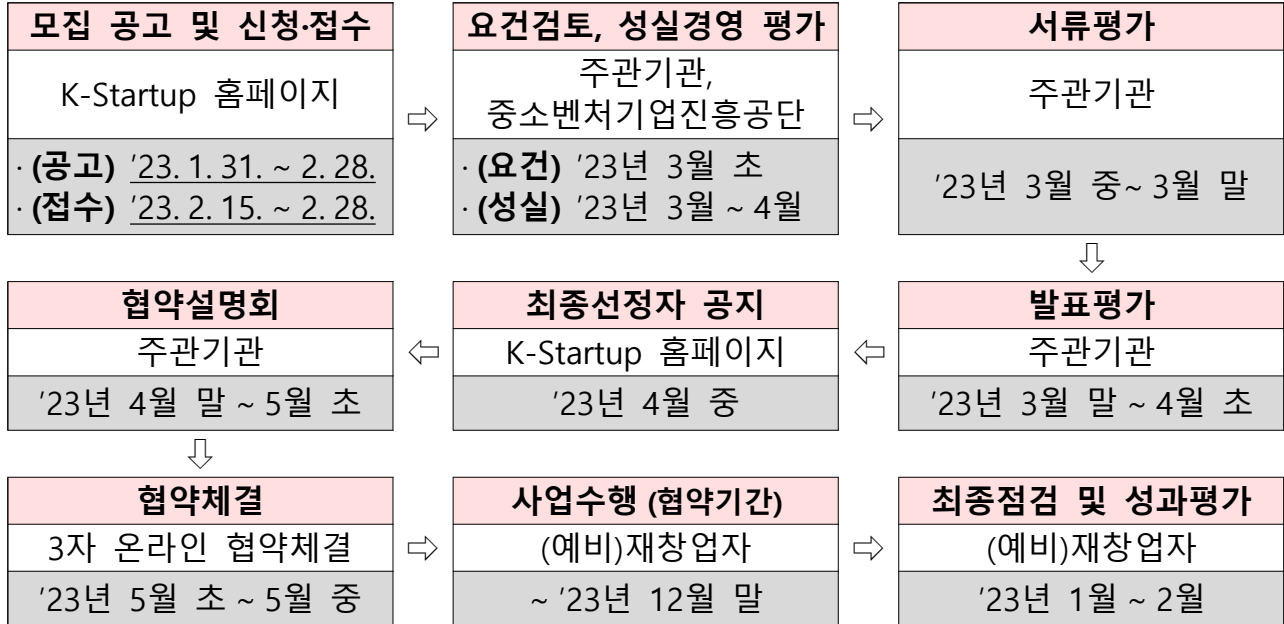 모집 공고 및 신청·접수
K-Startup 홈페이지
· (공고) ′23. 1. 31. ~ 2. 28.
· (접수) ′23. 2. 15. ~ 2. 28.
⇨
요건검토, 성실경영 평가
주관기관,
중소벤처기업진흥공단
· (요건) ′23년 3월 초
· (성실) ′23년 3월 ~ 4월
⇨
서류평가
주관기관
′23년 3월 중~ 3월 말
⇩
발표평가
주관기관
′23년 3월 말 ~ 4월 초
⇦
최종선정자 공지
K-Startup 홈페이지
′23년 4월 중
⇦
협약설명회
주관기관
′23년 4월 말 ~ 5월 초
⇩
협약체결
3자 온라인 협약체결
′23년 5월 초 ~ 5월 중
⇨
사업수행 (협약기간)
(예비)재창업자
~ ′23년 12월 말
⇨
최종점검 및 성과평가
(예비)재창업자
′23년 1월 ~ 2월